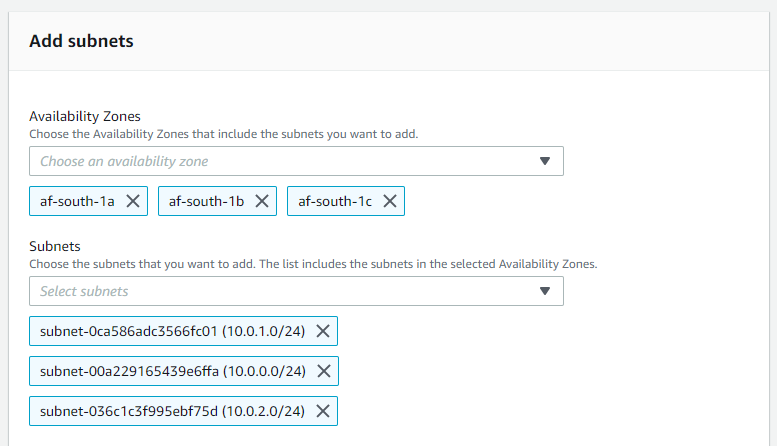 Add subnets
Availability Zones
Choose the Availability Zones that include the subnets you want to add.
Choose an availability zone
af-south-1a af-south-1b af-south-1c
Subnets
Choose the subnets that you want to add. The list includes the subnets in the selected Availability Zones.
Select subnets
subnet-0ca586adc3566fc01 (10.0.1.0/24)
subnet-00a229165439e6ffa (10.0.0.0/24)
subnet-036c1c3f995ebf75d (10.0.2.0/24)